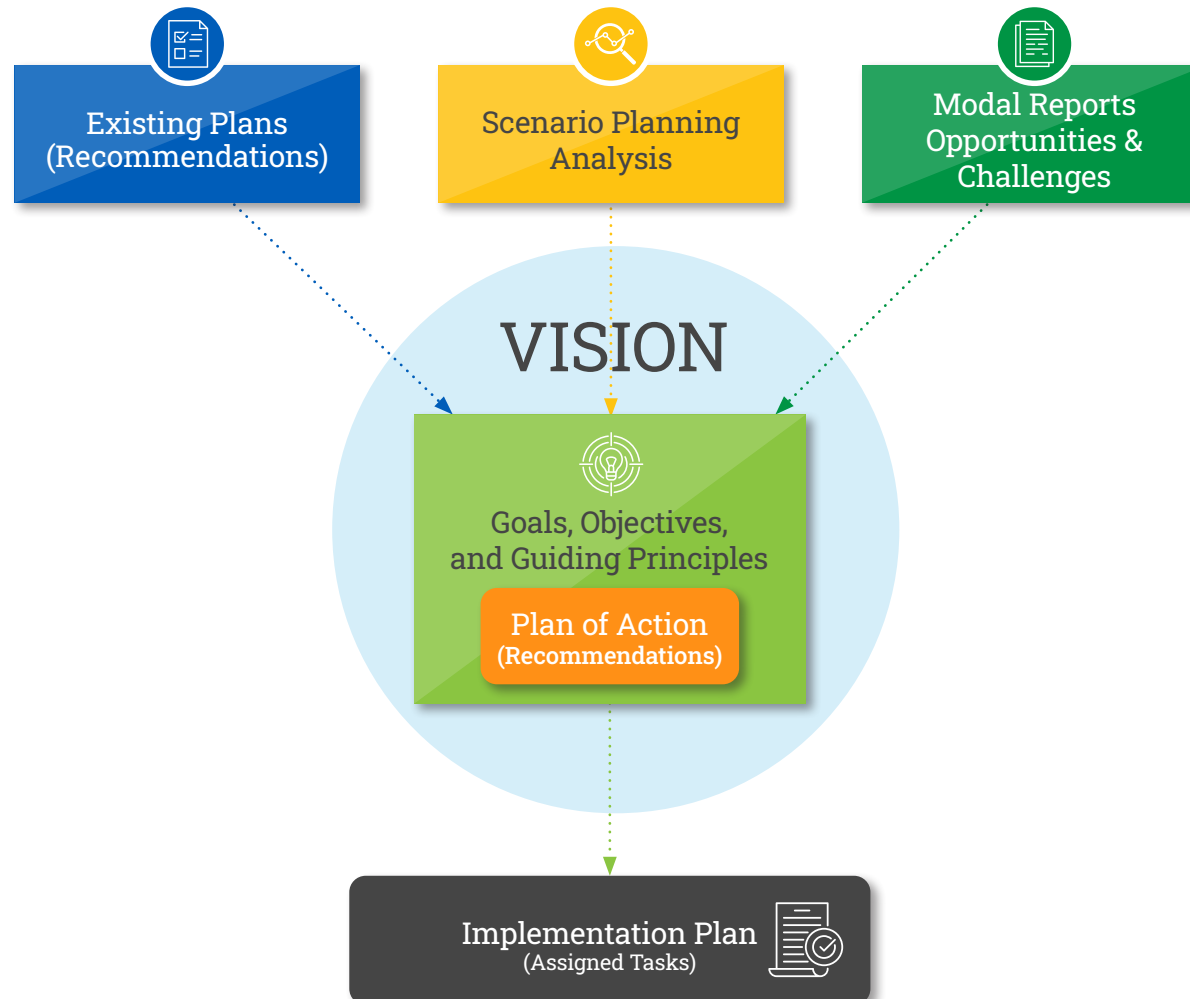 Existing Plans
(Recommendations)
Scenario Planning
Analysis
Modal Reports
Opportunities &
Challenges
VISION
Goals, Objectives,
and Guiding Principles
Plan of Action
(Recommendations)
Implementation Plan
(Assigned Tasks)